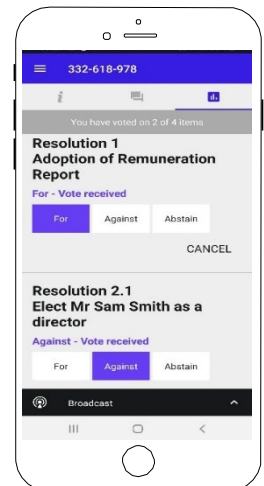 332-618-978
You have voted on 2 of 4 items
Resolution 1
Adoption of Remuneration
Report
For - Vote received
For Against Abstain
CANCEL
Resolution 2.1
Elect Mr Sam Smith as a
director
Against - Vote received
For Against Abstain
Broadcast